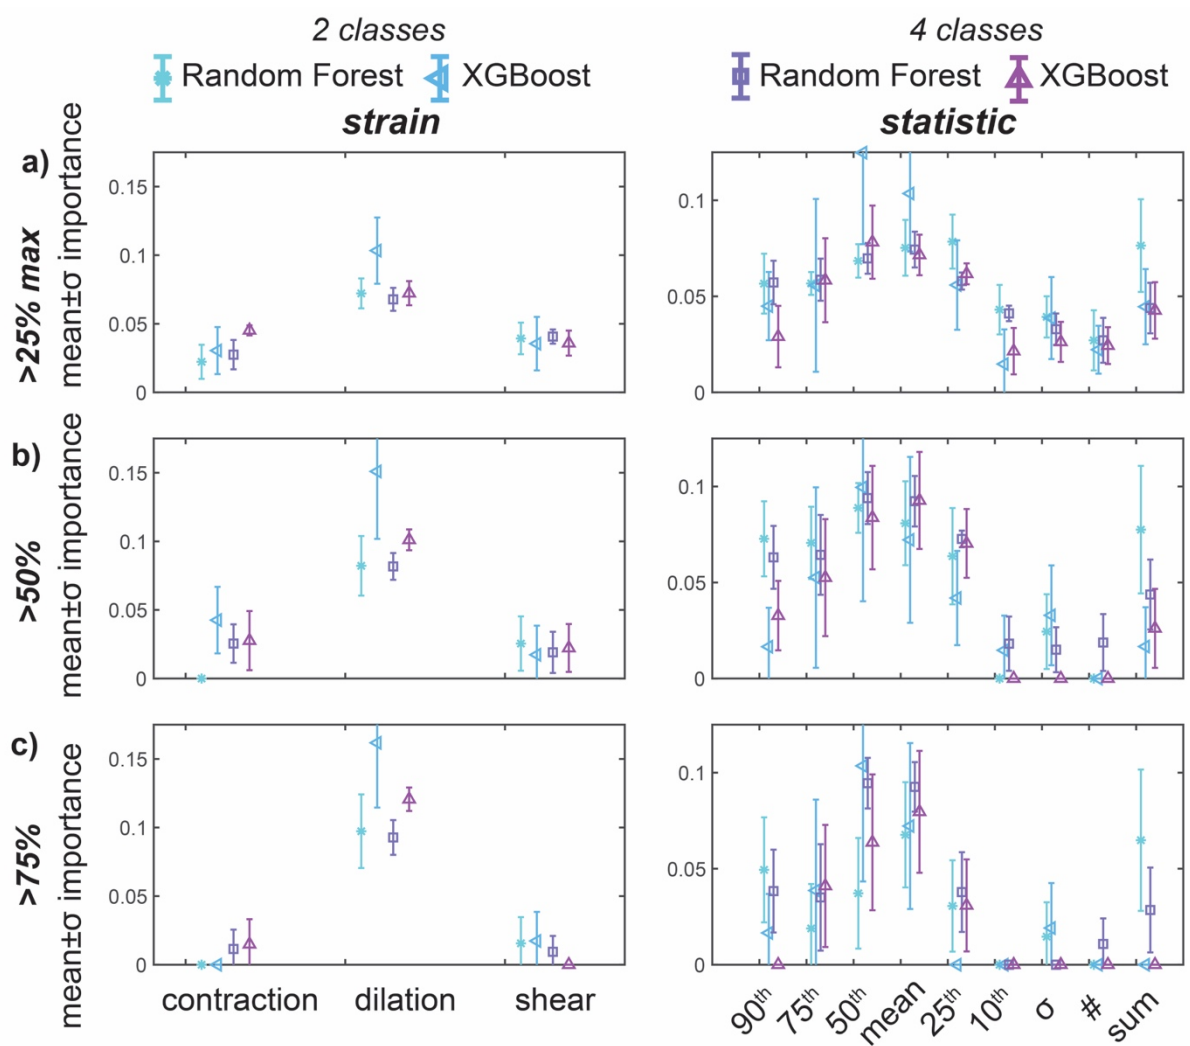 2 classes
4 classes
Random Forest
XGBoost
Random Forest
XGBoost
strain
statistic
a)
>25% max
mean±σ importance
0.15
0.1
0.05
0
0.1
0.05
0
b)
>50%
mean±σ importance
0.15
0.1
0.05
0
0.1
0.05
0
c)
>75%
mean±σ importance
0.15
0.1
0.05
0
0.1
0.05
0
contraction
dilation
shear
90th
75th
50th
mean
25th
10th
σ
#
sum